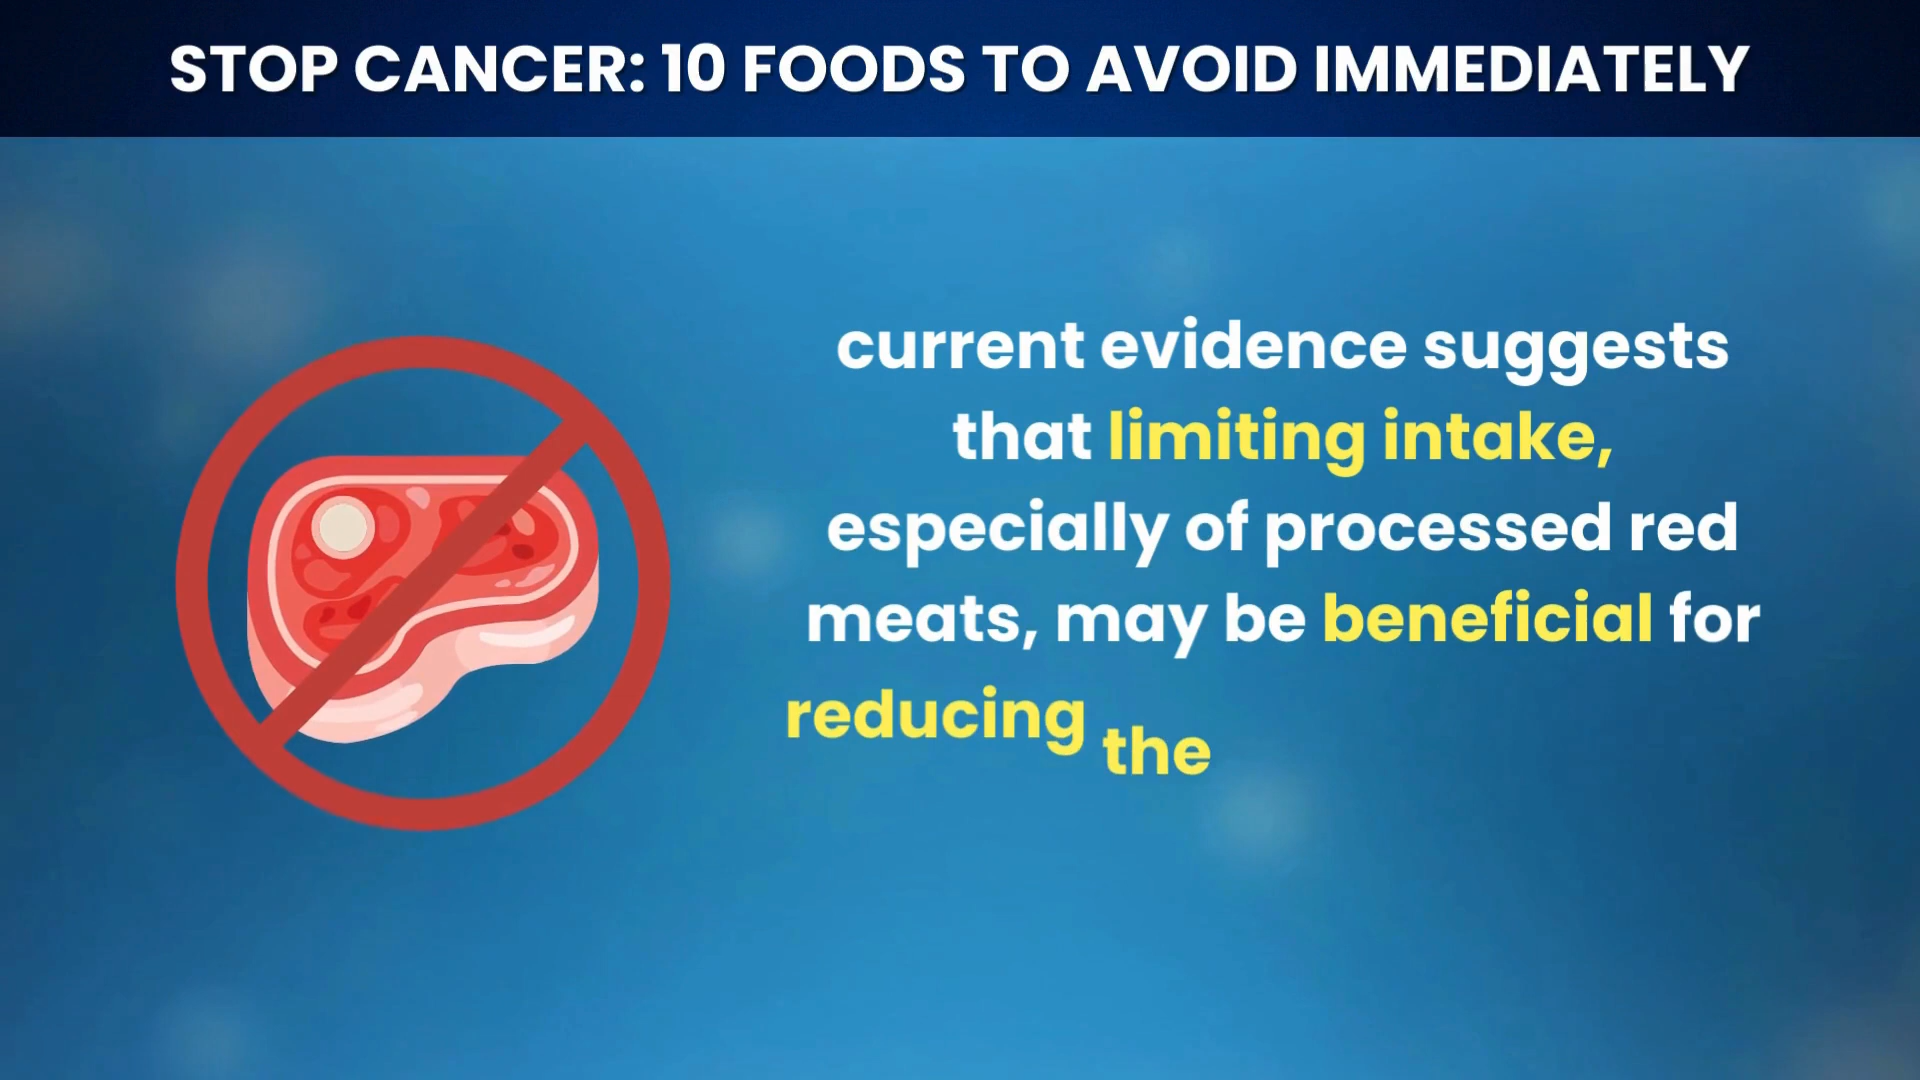 STOP CANCER: 10 FOODS TO AVOID IMMEDIATELY
current evidence suggests
that limiting intake,
especially of processed red
meats, may be beneficial for
reducing the